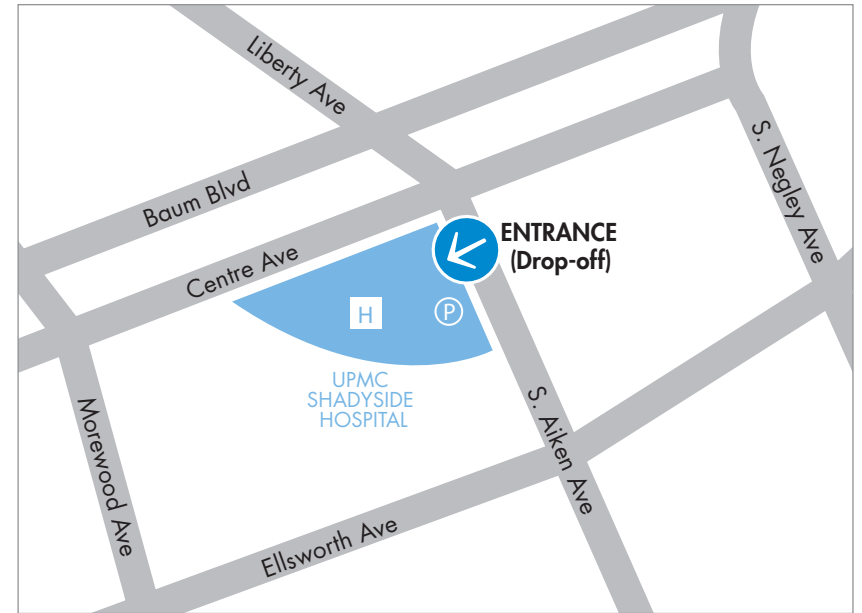 Liberty Ave
S. Negley Ave
Baum Blvd
ENTRANCE
(Drop-off)
Centre Ave
H
P
UPMC
SHADYSIDE
HOSPITAL
S. Aiken Ave
Morewood Ave
Ellsworth Ave